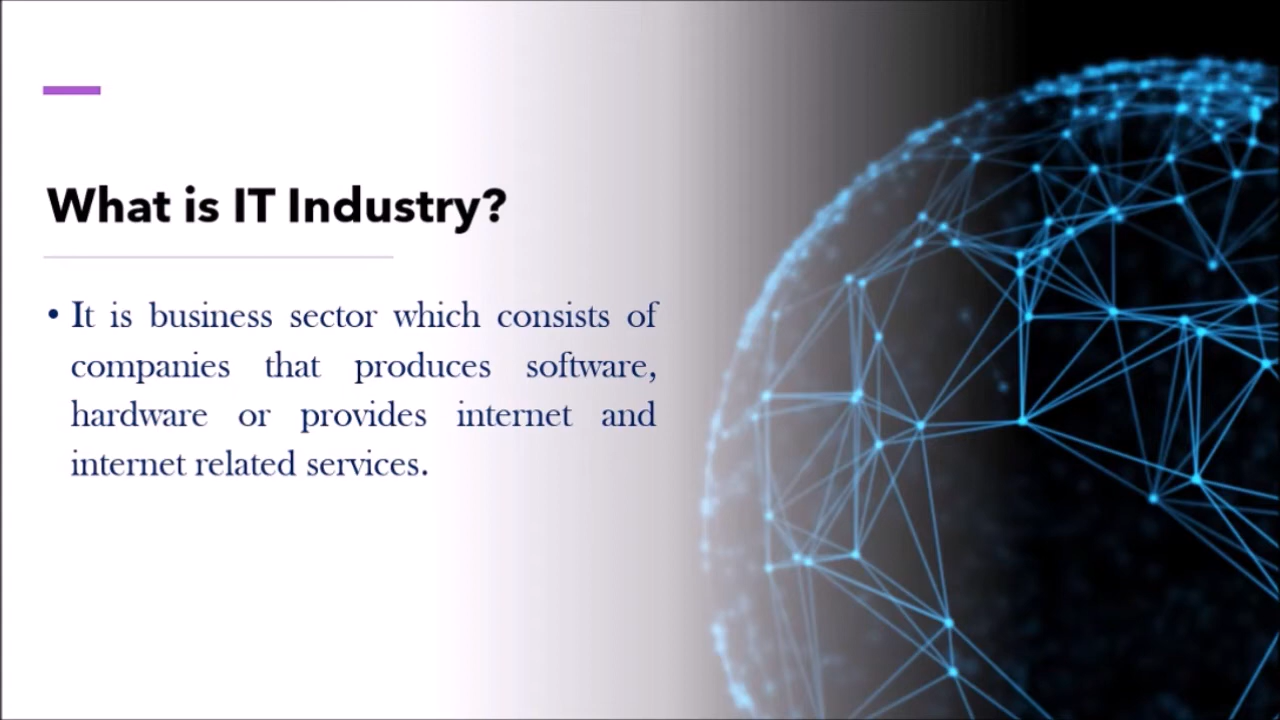 What is IT Industry?
• It is business sector which consists of
companies that produces software,
hardware or provides internet and
internet related services.